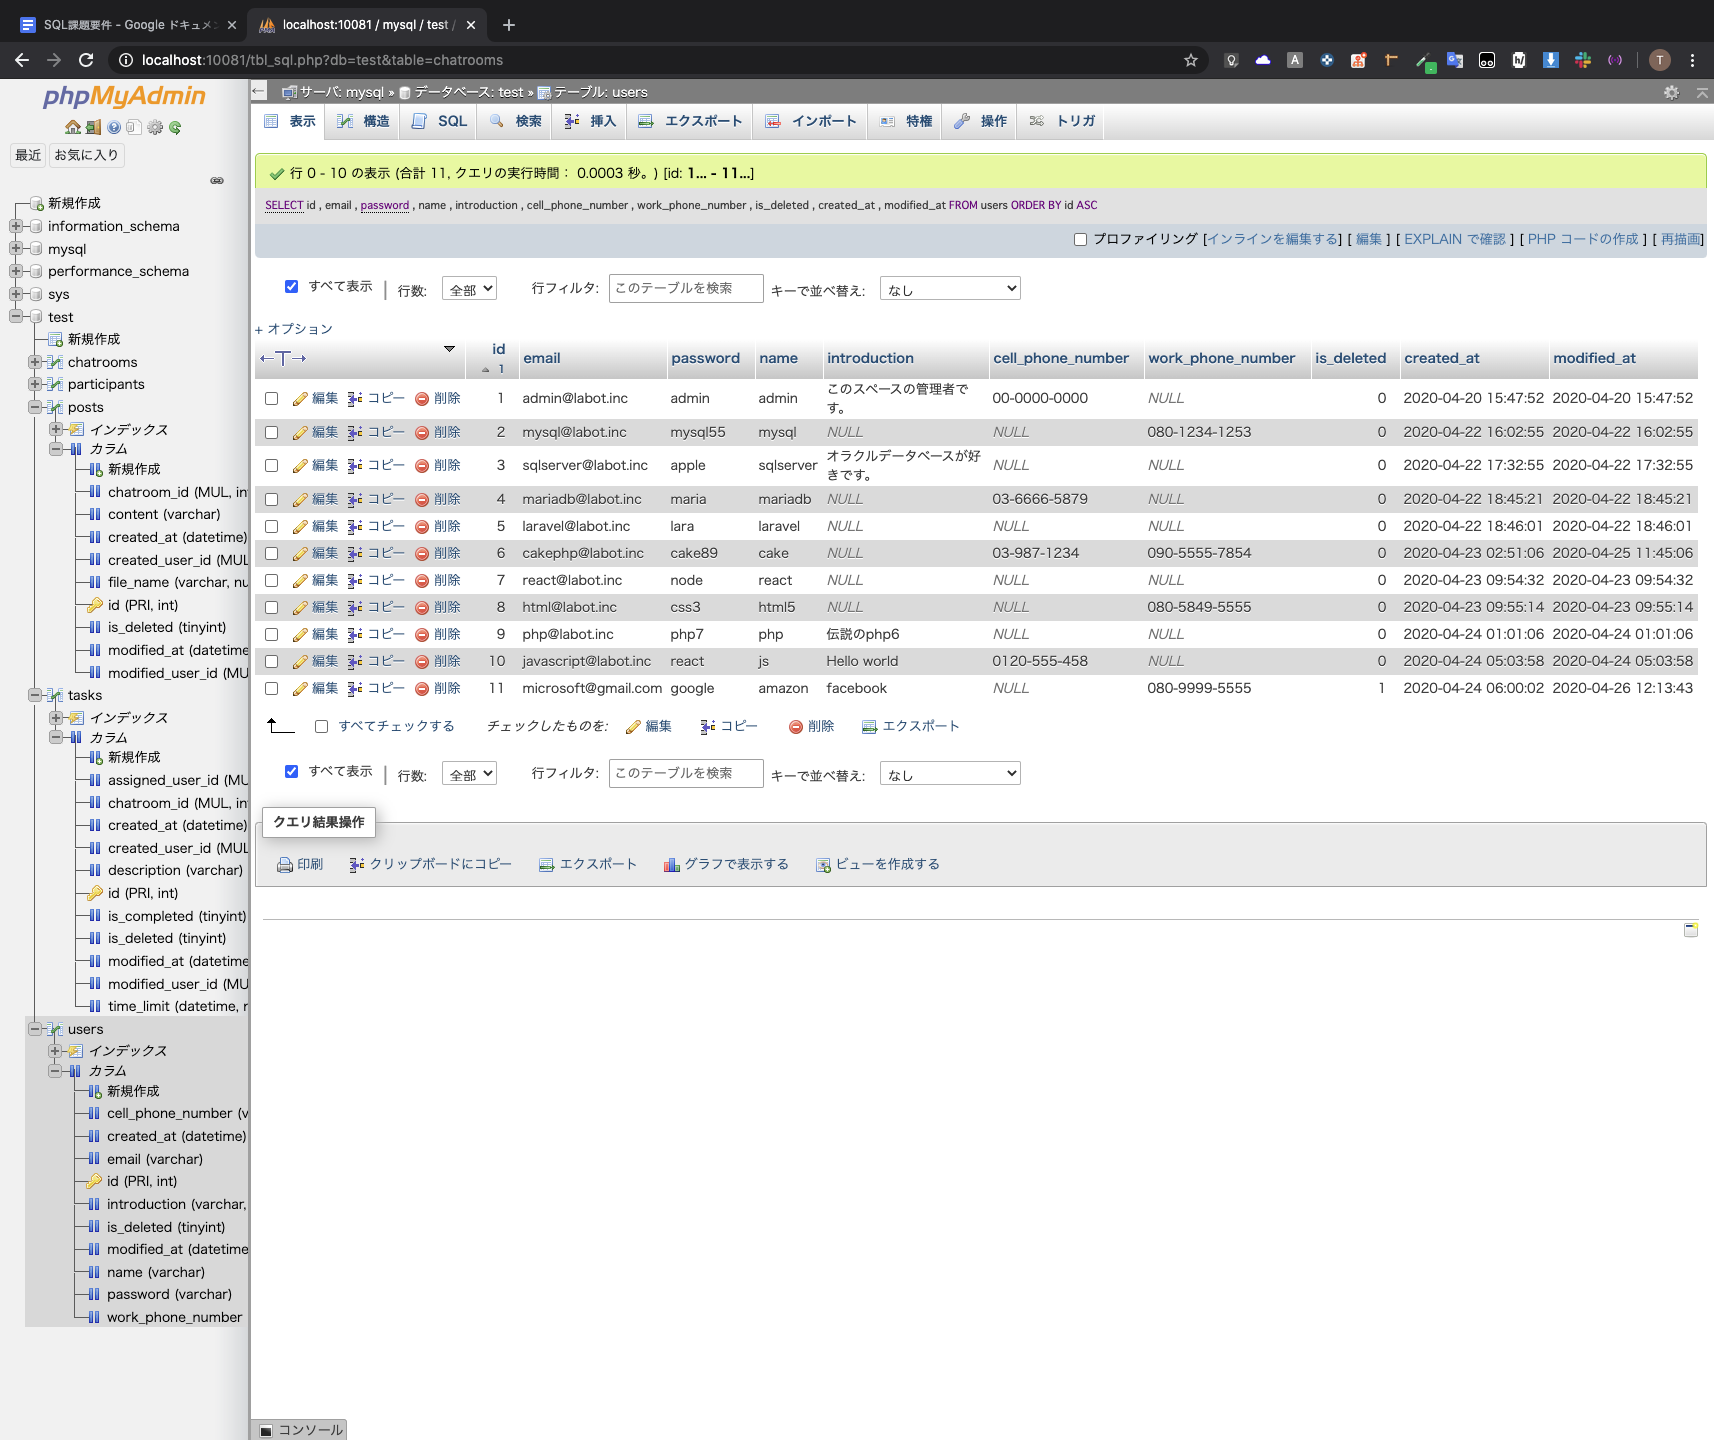 SQL課題要件 - Google ドキュメン
localhost:10081 / mysql / test /
localhost:10081/tbl_sql.php?db=test&table=chatrooms
T
phpMyAdmin
最近 お気に入り
新規作成
information_schema
mysql
performance_schema
sys
test
新規作成
chatrooms
participants
posts
インデックス
カラム
新規作成
chatroom_id (MUL, in
content (varchar)
created_at (datetime)
created_user_id (MUL
file_name (varchar, nu
id (PRI, int)
is_deleted (tinyint)
modified_at (datetime
modified_user_id (MU
tasks
インデックス
カラム
新規作成
assigned_user_id (MU
chatroom_id (MUL, in
created_at (datetime)
created_user_id (MUL
description (varchar)
id (PRI, int)
is_completed (tinyint)
is_deleted (tinyint)
modified_at (datetime
modified_user_id (MU
time_limit (datetime, r
users
インデックス
カラム
新規作成
cell_phone_number (v
created_at (datetime)
email (varchar)
id (PRI, int)
introduction (varchar,
is_deleted (tinyint)
modified_at (datetime
name (varchar)
password (varchar)
work_phone_number
サーバ: mysql » データベース: test » テーブル: users
表示 構造 SQL 検索 挿入 エクスポート インポート 特権 操作 トリガ
行 0 - 10 の表示 (合計 11, クエリの実行時間： 0.0003 秒。) [id: 1... - 11...]
SELECT id , email , password , name , introduction , cell_phone_number , work_phone_number , is_deleted , created_at , modified_at FROM users ORDER BY id ASC
プロファイリング [インラインを編集する] [ 編集 ] [ EXPLAIN で確認 ] [ PHP コードの作成 ] [ 再描画]
すべて表示 | 行数: 全部 行フィルタ: このテーブルを検索 キーで並べ替え: なし
+ オプション
←T→ id 1 email password name introduction cell_phone_number work_phone_number is_deleted created_at modified_at
編集 コピー 削除 1 admin@labot.inc admin admin このスペースの管理者です。 00-0000-0000 NULL 0 2020-04-20 15:47:52 2020-04-20 15:47:52
編集 コピー 削除 2 mysql@labot.inc mysql55 mysql NULL NULL 080-1234-1253 0 2020-04-22 16:02:55 2020-04-22 16:02:55
編集 コピー 削除 3 sqlserver@labot.inc apple sqlserver オラクルデータベースが好きです。 NULL NULL 0 2020-04-22 17:32:55 2020-04-22 17:32:55
編集 コピー 削除 4 mariadb@labot.inc maria mariadb NULL 03-6666-5879 NULL 0 2020-04-22 18:45:21 2020-04-22 18:45:21
編集 コピー 削除 5 laravel@labot.inc lara laravel NULL NULL NULL 0 2020-04-22 18:46:01 2020-04-22 18:46:01
編集 コピー 削除 6 cakephp@labot.inc cake89 cake NULL 03-987-1234 090-5555-7854 0 2020-04-23 02:51:06 2020-04-25 11:45:06
編集 コピー 削除 7 react@labot.inc node react NULL NULL NULL 0 2020-04-23 09:54:32 2020-04-23 09:54:32
編集 コピー 削除 8 html@labot.inc css3 html5 NULL NULL 080-5849-5555 0 2020-04-23 09:55:14 2020-04-23 09:55:14
編集 コピー 削除 9 php@labot.inc php7 php 伝説のphp6 NULL NULL 0 2020-04-24 01:01:06 2020-04-24 01:01:06
編集 コピー 削除 10 javascript@labot.inc react js Hello world 0120-555-458 NULL 0 2020-04-24 05:03:58 2020-04-24 05:03:58
編集 コピー 削除 11 microsoft@gmail.com google amazon facebook NULL 080-9999-5555 1 2020-04-24 06:00:02 2020-04-26 12:13:43
すべてチェックする チェックしたものを: 編集 コピー 削除 エクスポート
すべて表示 | 行数: 全部 行フィルタ: このテーブルを検索 キーで並べ替え: なし
クエリ結果操作
印刷 クリップボードにコピー エクスポート グラフで表示する ビューを作成する
コンソール